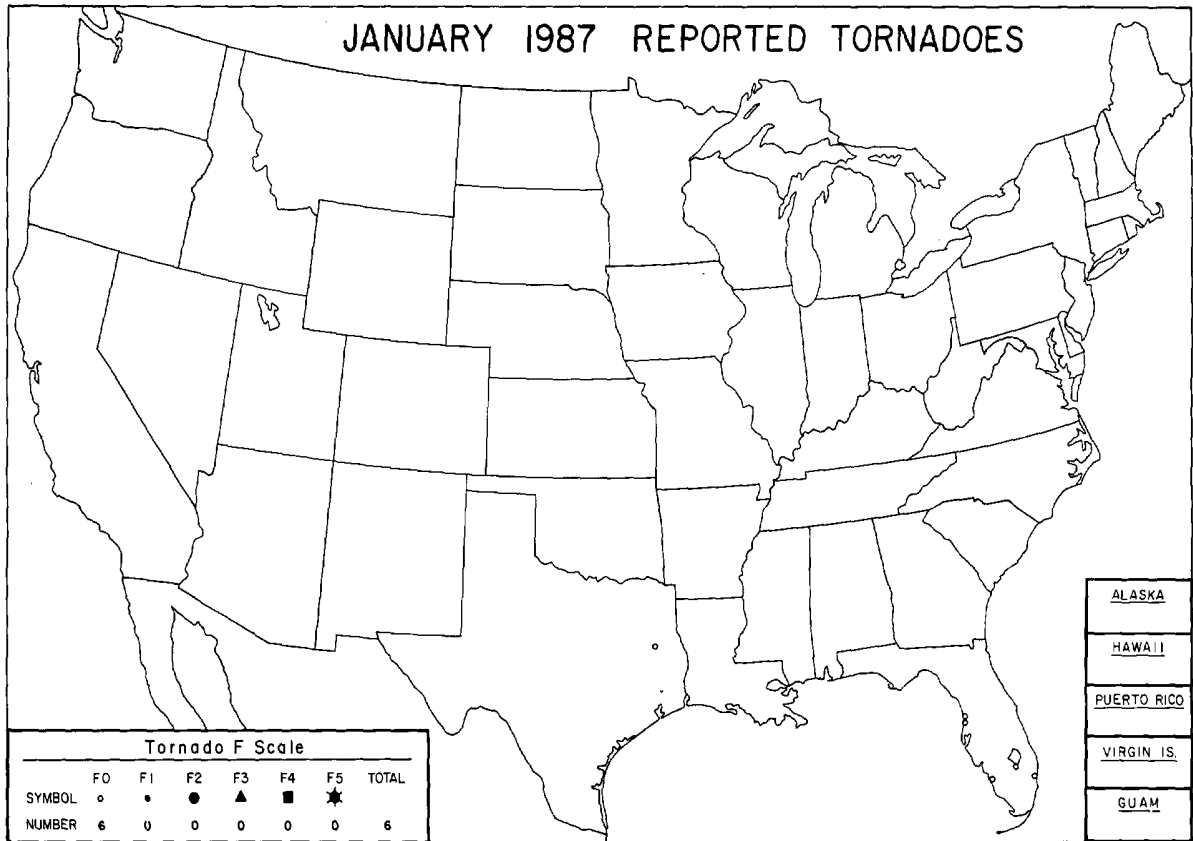 JANUARY 1987 REPORTED TORNADOES
ALASKA
HAWAII
PUERTO RICO
VIRGIN IS.
GUAM
Tornado F Scale
F0 F1 F2 F3 F4 F5 TOTAL
SYMBOL
NUMBER 6 0 0 0 0 0 6